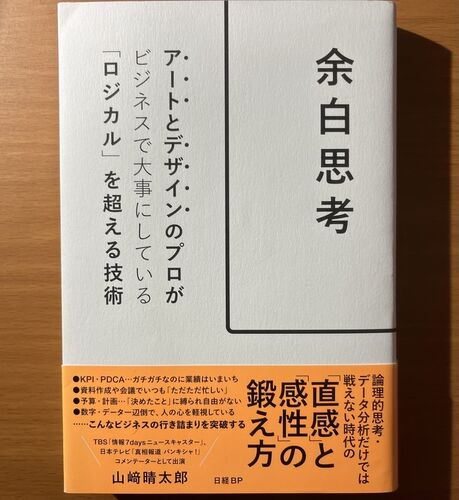 余白思考
アートとデザインのプロが
ビジネスで大事にしている
「ロジカル」を超える技術
論理的思考・
データ分析だけでは
戦えない時代の
「直感」と
「感性」の
鍛え方
●KPI・PDCA…ガチガチなのに業績はいまいち
●資料作成や会議でいつも「ただただ忙しい」
●予算・計画…「決めたこと」に縛られ自由がない
●数字・データ一辺倒で、人の心を軽視している
……こんなビジネスの行き詰まりを突破する
TBS「情報7daysニュースキャスター」、
日本テレビ「真相報道 バンキシャ!」
コメンテーターとして出演
山﨑晴太郎
日経BP